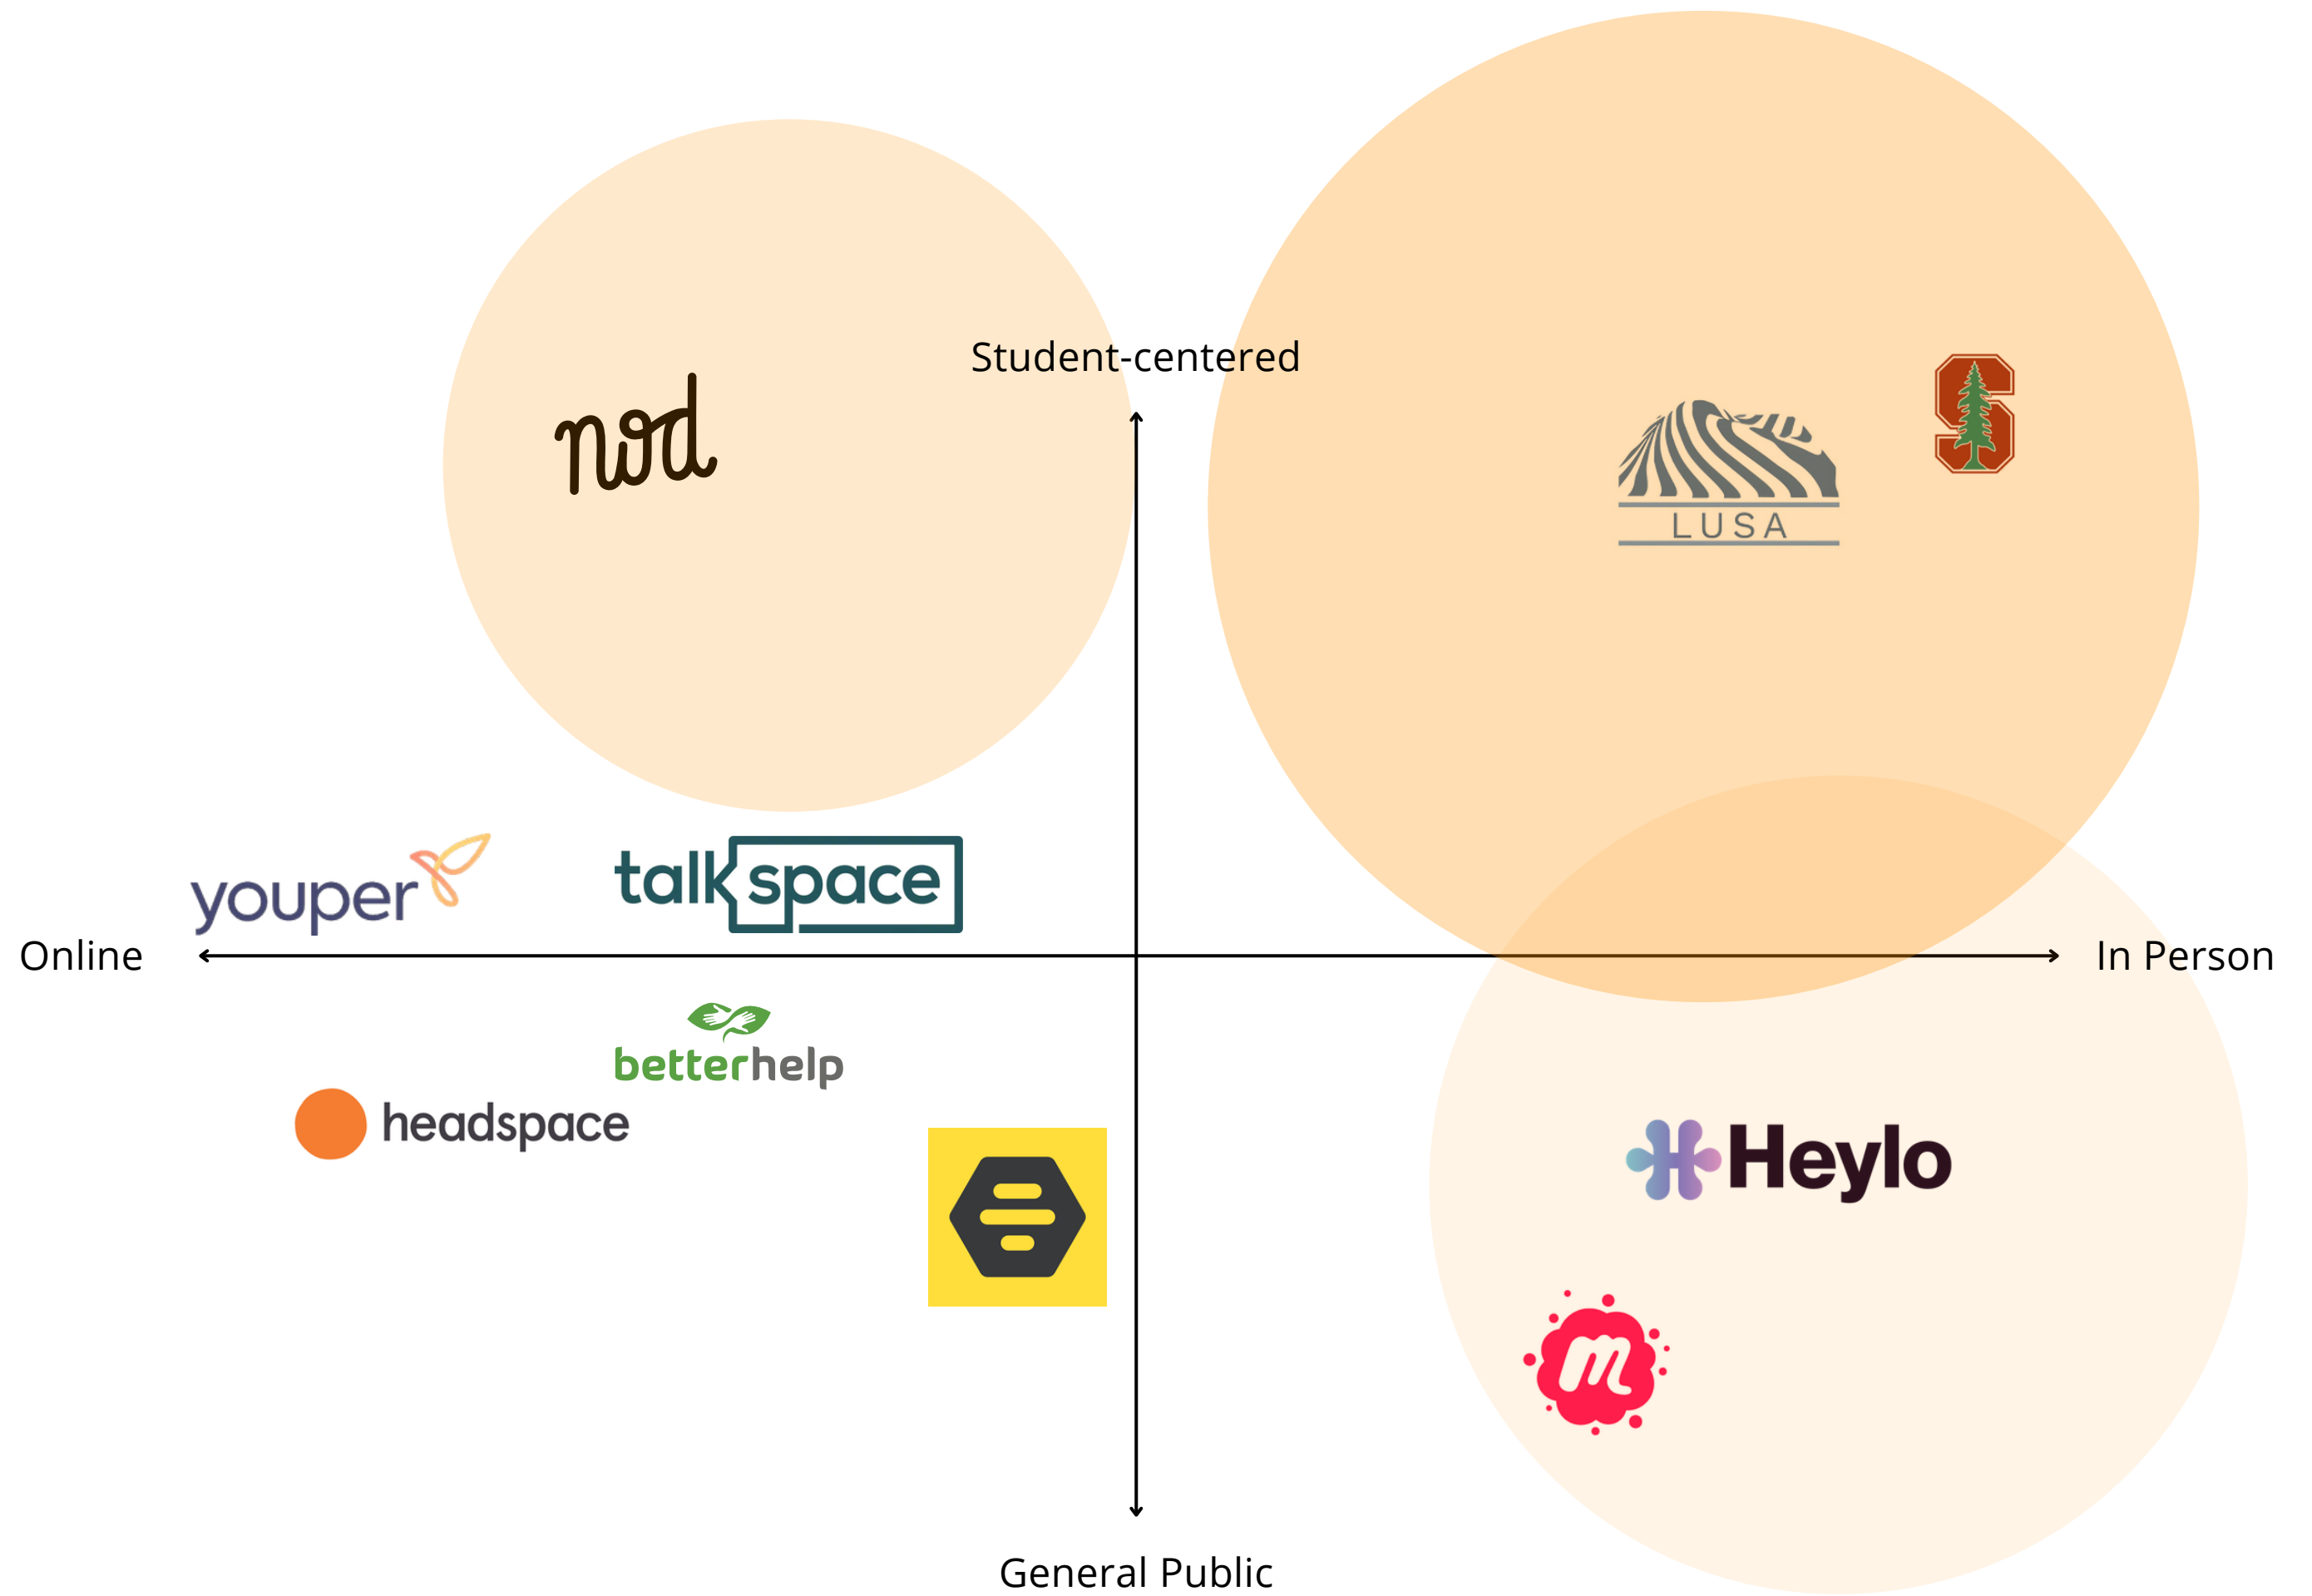 Student-centered
nod
LUSA
youper
talkspace
Online
In Person
betterhelp
headspace
Heylo
m
General Public